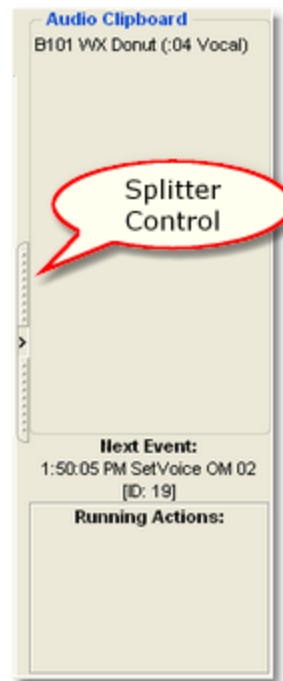 Audio Clipboard
B101 WX Donut (:04 Vocal)
Splitter
Control
Next Event:
1:50:05 PM SetVoice OM 02
[ID: 19]
Running Actions: